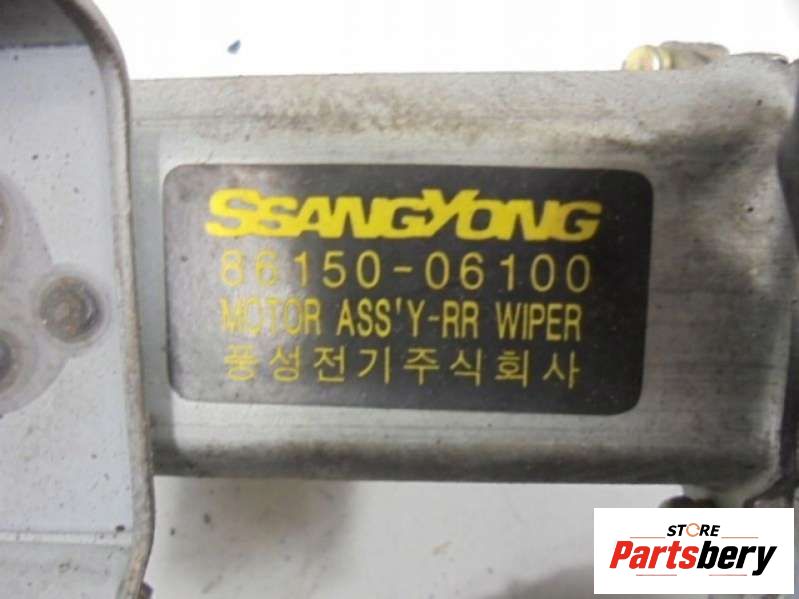 SSANGYONG
86150-06100
MOTOR ASS'Y-RR WIPER
풍성전기주식회사
STORE
Partsbery